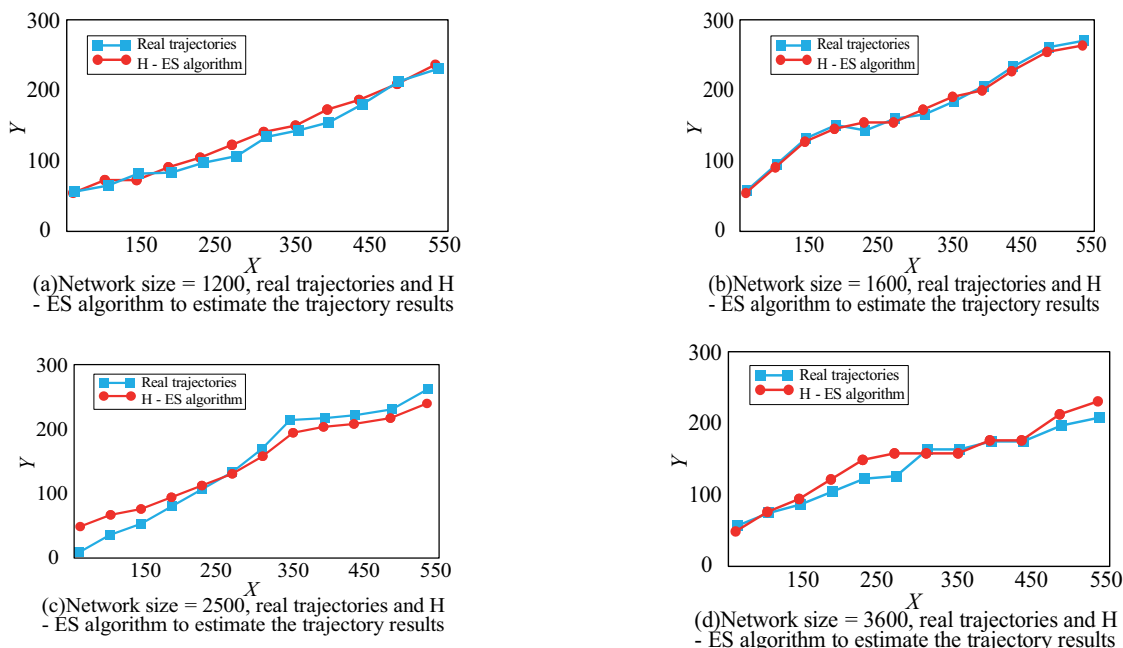 300
Real trajectories
H - ES algorithm
200
Y
100
0
150 250 350 450 550
X
(a)Network size = 1200, real trajectories and H
- ES algorithm to estimate the trajectory results
300
Real trajectories
H - ES algorithm
200
Y
100
0
150 250 350 450 550
X
(b)Network size = 1600, real trajectories and H
- ES algorithm to estimate the trajectory results
300
Real trajectories
H - ES algorithm
200
Y
100
0
150 250 350 450 550
X
(c)Network size = 2500, real trajectories and H
- ES algorithm to estimate the trajectory results
300
Real trajectories
H - ES algorithm
200
Y
100
0
150 250 350 450 550
X
(d)Network size = 3600, real trajectories and H
- ES algorithm to estimate the trajectory results